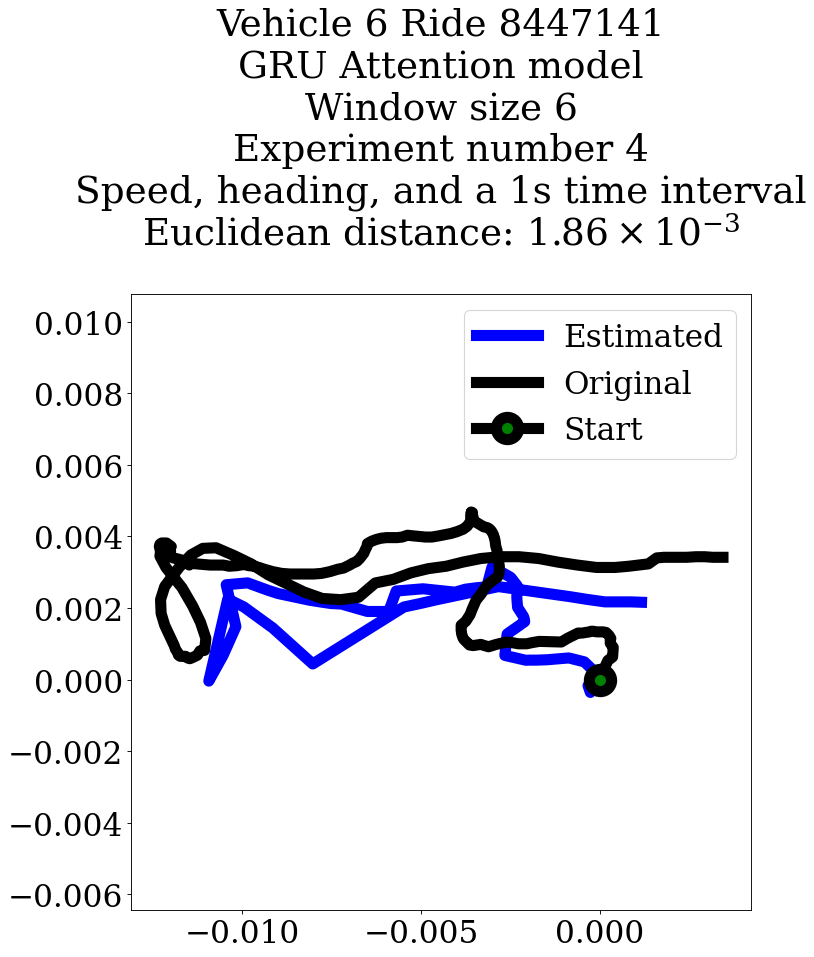 Vehicle 6 Ride 8447141
GRU Attention model
Window size 6
Experiment number 4
Speed, heading, and a 1s time interval
Euclidean distance: 1.86 × 10⁻³
Estimated
Original
Start
0.010
0.008
0.006
0.004
0.002
0.000
−0.002
−0.004
−0.006
−0.010
−0.005
0.000